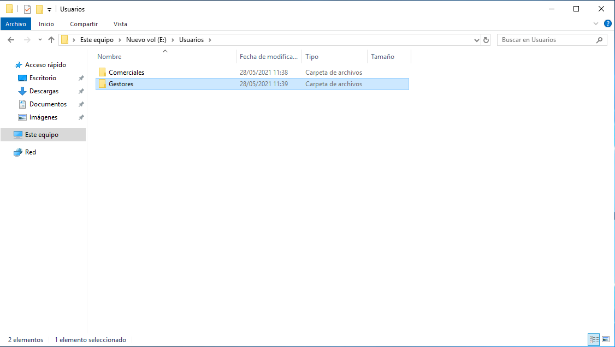 Usuarios
Archivo Inicio Compartir Vista
Este equipo > Nuevo vol (E:) > Usuarios >
Buscar en Usuarios
Nombre Fecha de modifica... Tipo Tamaño
Acceso rápido
Escritorio
Descargas
Documentos
Imágenes
Este equipo
Red
Comerciales 28/05/2021 11:38 Carpeta de archivos
Gestores 28/05/2021 11:39 Carpeta de archivos
2 elementos 1 elemento seleccionado